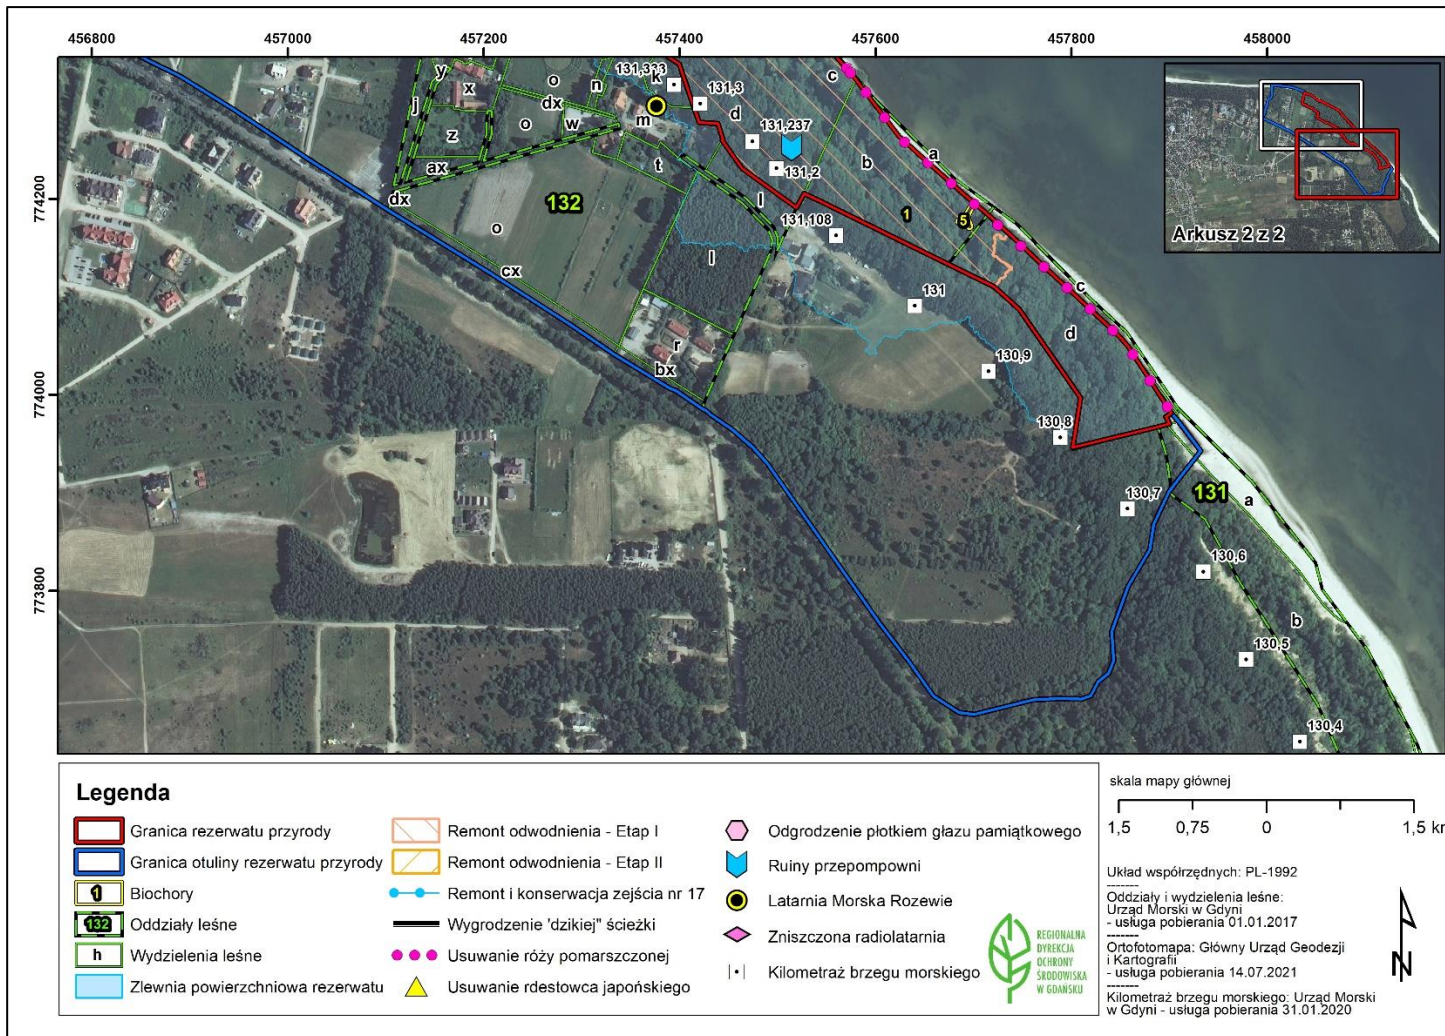 456800 457000 457200 457400 457600 457800 458000
774200
774000
773800
y
x
j
z
ax
dx
o
dx
o
w
n
k
m
t
l
l
o
cx
r
bx
132
131,333
131,3
d
131,237
131,2
131,108
131
130,9
130,8
130,7
130,6
130,5
130,4
c
a
b
1
5
c
d
131
a
b
Arkusz 2 z 2
Legenda
Granica rezerwatu przyrody
Granica otuliny rezerwatu przyrody
1 Biochory
132 Oddziały leśne
h Wydzielenia leśne
Zlewnia powierzchniowa rezerwatu
Remont odwodnienia - Etap I
Remont odwodnienia - Etap II
Remont i konserwacja zejścia nr 17
Wygrodzenie 'dzikiej" ścieżki
Usuwanie róży pomarszczonej
Usuwanie rdestowca japońskiego
Odgrodzenie płotkiem głazu pamiątkowego
Ruiny przepompowni
Latarnia Morska Rozewie
Zniszczona radiolatarnia
Kilometraż brzegu morskiego
REGIONALNA
DYREKCJA
OCHRONY
ŚRODOWISKA
W GDAŃSKU
skala mapy głównej
1,5 0,75 0 1,5 km
Układ współrzędnych: PL-1992
-------
Oddziały i wydzielenia leśne:
Urząd Morski w Gdyni
- usługa pobierania 01.01.2017
-------
Ortofotomapa: Główny Urząd Geodezji
i Kartografii
- usługa pobierania 14.07.2021
-------
Kilometraż brzegu morskiego: Urząd Morski
w Gdyni - usługa pobierania 31.01.2020
N